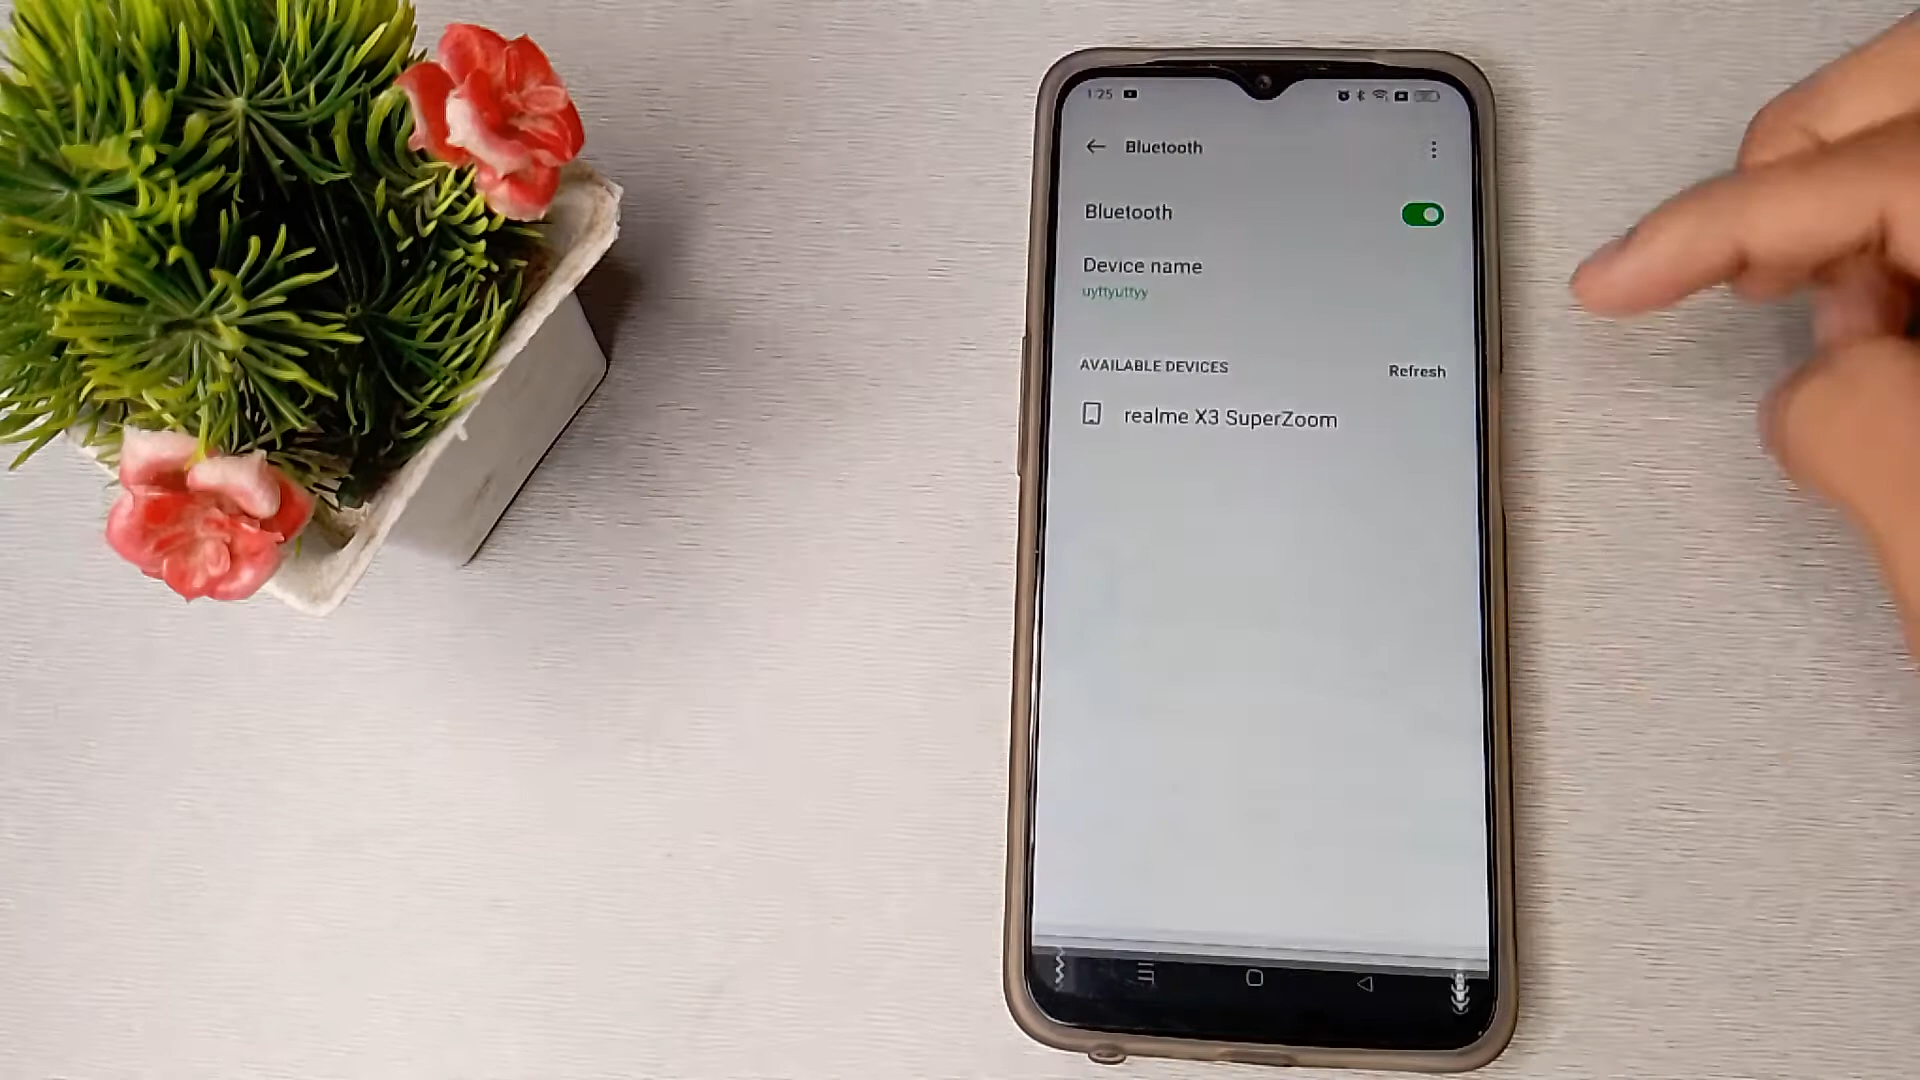 1:25
Bluetooth
Bluetooth
Device name
uyttyuttyy
AVAILABLE DEVICES
Refresh
realme X3 SuperZoom